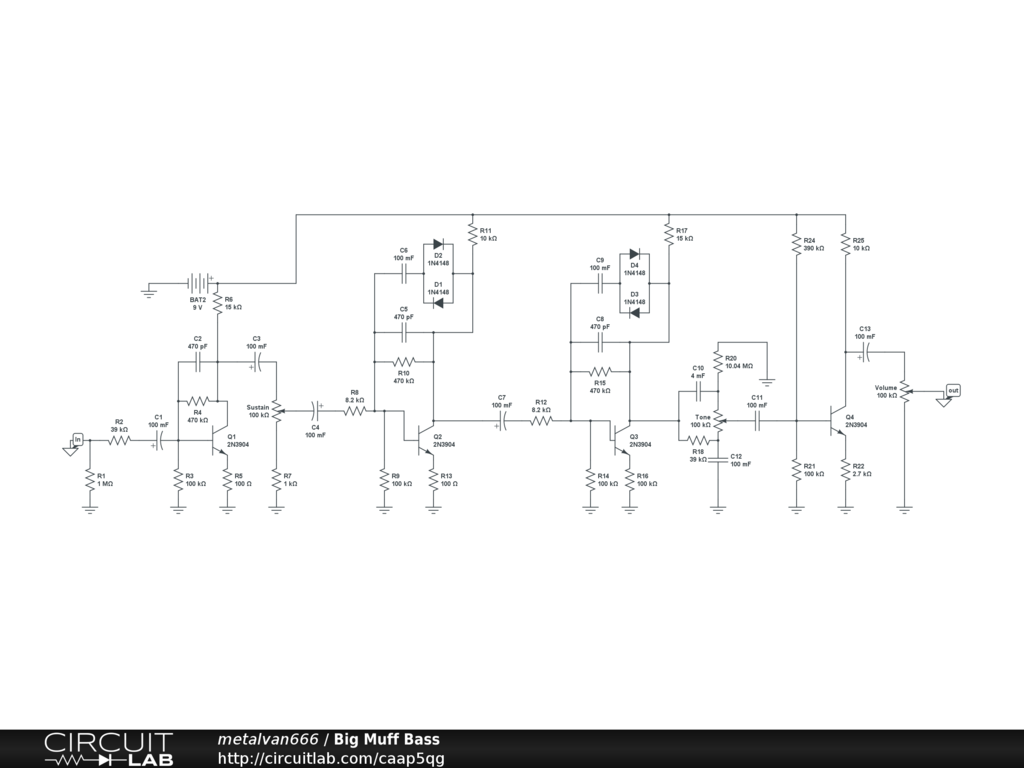 R11
10 kΩ
R17
15 kΩ
R24
390 kΩ
R25
10 kΩ
C6
100 mF
D2
1N4148
D1
1N4148
C9
100 mF
D4
1N4148
D3
1N4148
+
BAT2
9 V
R6
15 kΩ
C5
470 pF
C8
470 pF
C2
470 pF
C3
100 mF
+
R10
470 kΩ
R15
470 kΩ
R20
10.04 MΩ
C10
4 mF
C13
100 mF
+
R4
470 kΩ
Sustain
100 kΩ
+
C4
100 mF
R8
8.2 kΩ
C7
100 mF
+
R12
8.2 kΩ
Tone
100 kΩ
C11
100 mF
Volume
100 kΩ
out
In
R2
39 kΩ
C1
100 mF
+
Q1
2N3904
Q2
2N3904
Q3
2N3904
R18
39 kΩ
C12
100 mF
Q4
2N3904
R1
1 MΩ
R3
100 kΩ
R5
100 Ω
R7
1 kΩ
R9
100 kΩ
R13
100 Ω
R14
100 kΩ
R16
100 kΩ
R21
100 kΩ
R22
2.7 kΩ
CIRCUIT
LAB
metalvan666 / Big Muff Bass
http://circuitlab.com/caap5qg